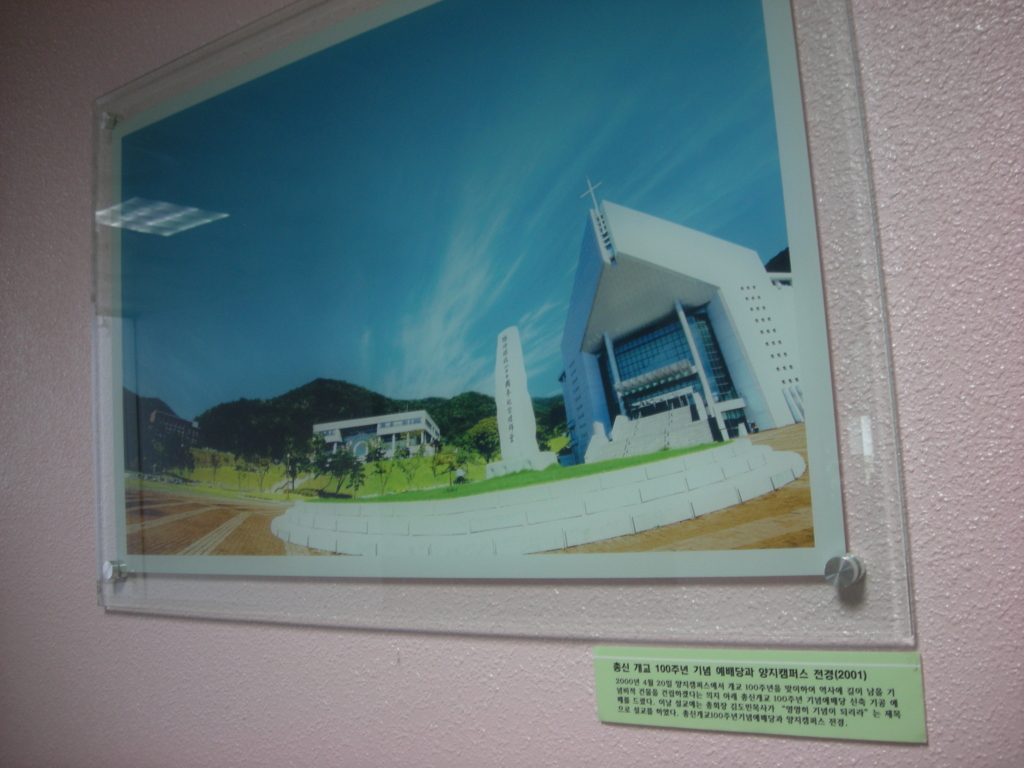 총신 개교 100주년 기념 예배당과 양지캠퍼스 전경(2001)
2000년 4월 20일 양지캠퍼스에서 개교 100주년을 맞이하여 역사에 길이 남을 기
념비적 건물을 건립하겠다는 의지 아래 총신개교 100주년 기념예배당 신축 기공 예
배를 드렸다. 이날 설교에는 총회장 김도빈목사가 "영영히 기념이 되리라" 는 제목
으로 설교를 하였다. 총신개교100주년기념예배당과 양지캠퍼스 전경.